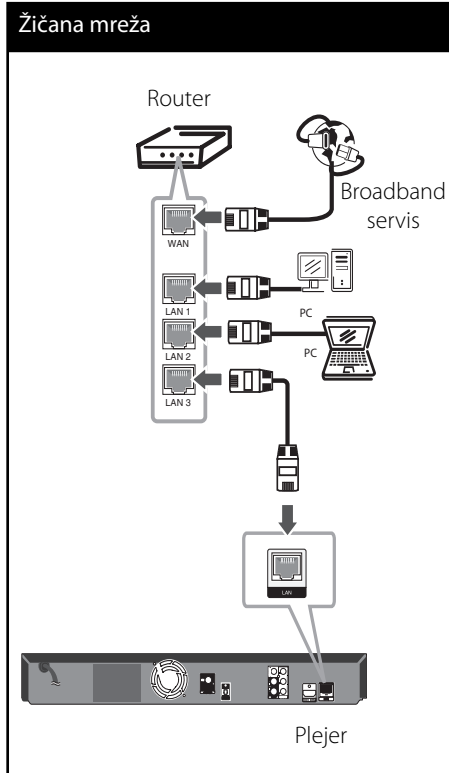 Žičana mreža
Router
Broadband
servis
WAN
LAN 1
PC
LAN 2
PC
LAN 3
LAN
Plejer